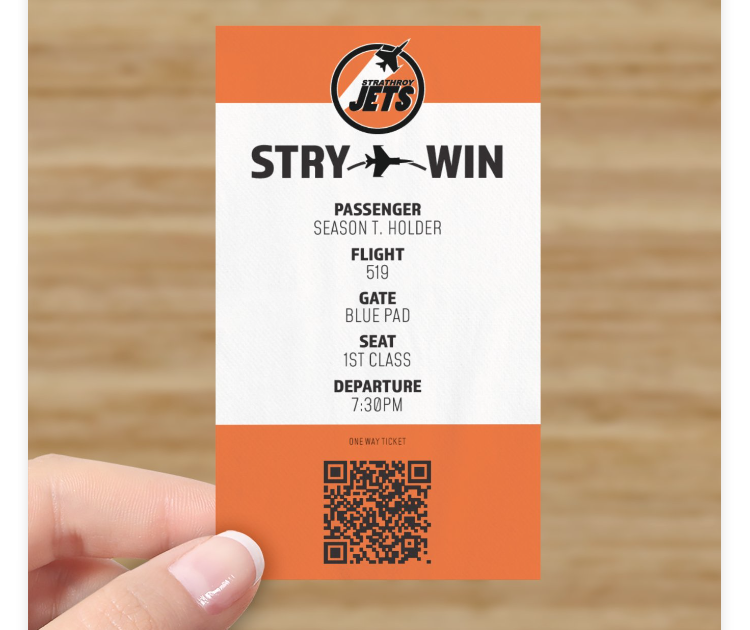 STRATHROY
JETS
STRY WIN
PASSENGER
SEASON T. HOLDER
FLIGHT
519
GATE
BLUE PAD
SEAT
1ST CLASS
DEPARTURE
7:30PM
ONE WAY TICKET